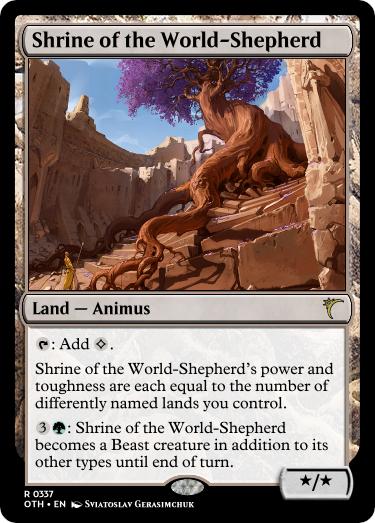 Shrine of the World-Shepherd
Land — Animus
: Add .
Shrine of the World-Shepherd's power and
toughness are each equal to the number of
differently named lands you control.
3 : Shrine of the World-Shepherd
becomes a Beast creature in addition to its
other types until end of turn.
★/★
R 0337
OTH • EN Sviatoslav Gerasimchuk